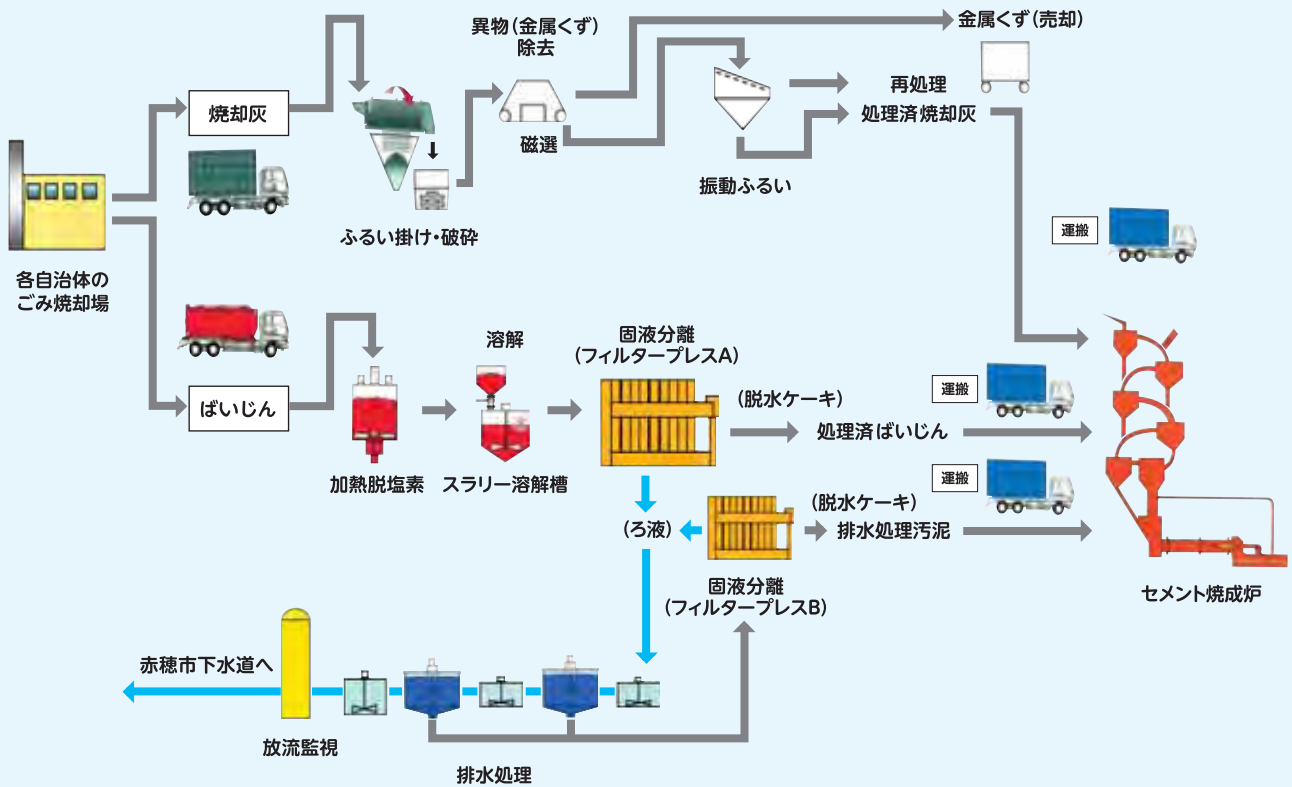 異物（金属くず）
除去
金属くず（売却）
焼却灰
再処理
処理済焼却灰
磁選
振動ふるい
ふるい掛け・破砕
運搬
各自治体の
ごみ焼却場
溶解
固液分離
（フィルタープレスA）
ばいじん
（脱水ケーキ）
処理済ばいじん
運搬
加熱脱塩素
スラリー溶解槽
運搬
（ろ液）
（脱水ケーキ）
排水処理汚泥
固液分離
（フィルタープレスB）
セメント焼成炉
赤穂市下水道へ
放流監視
排水処理